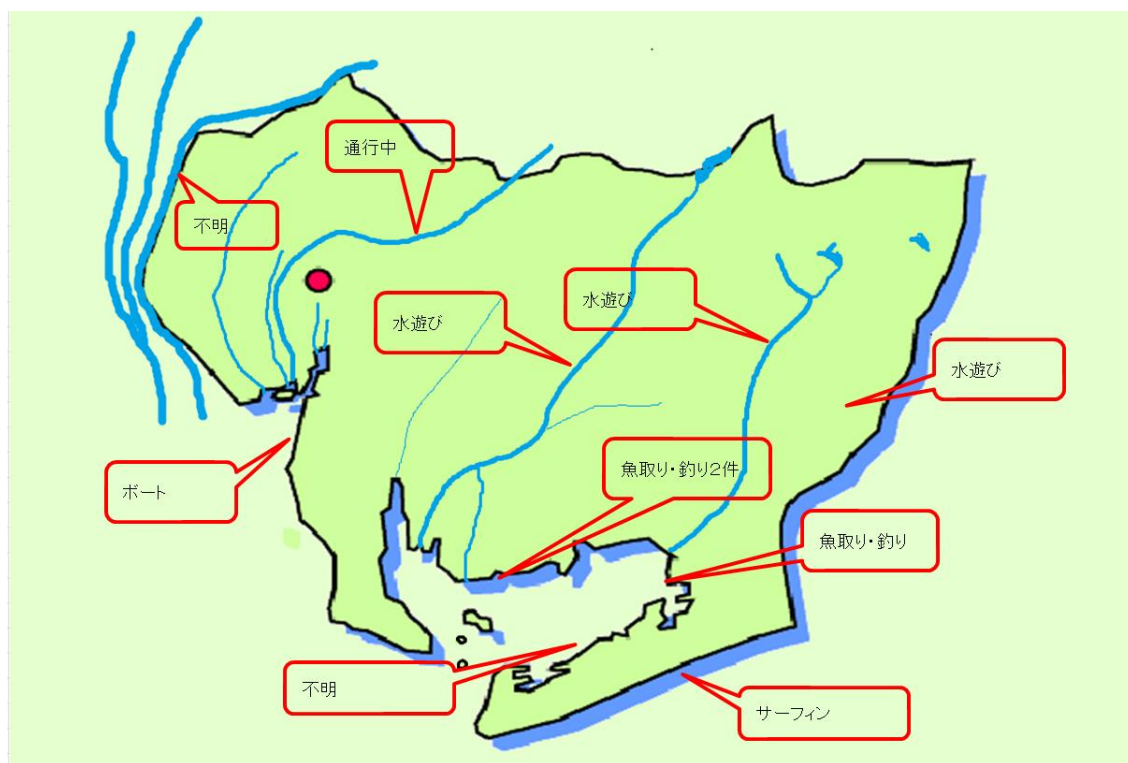 通行中
不明
水遊び
水遊び
水遊び
魚取り・釣り2件
ボート
魚取り・釣り
不明
サーフィン